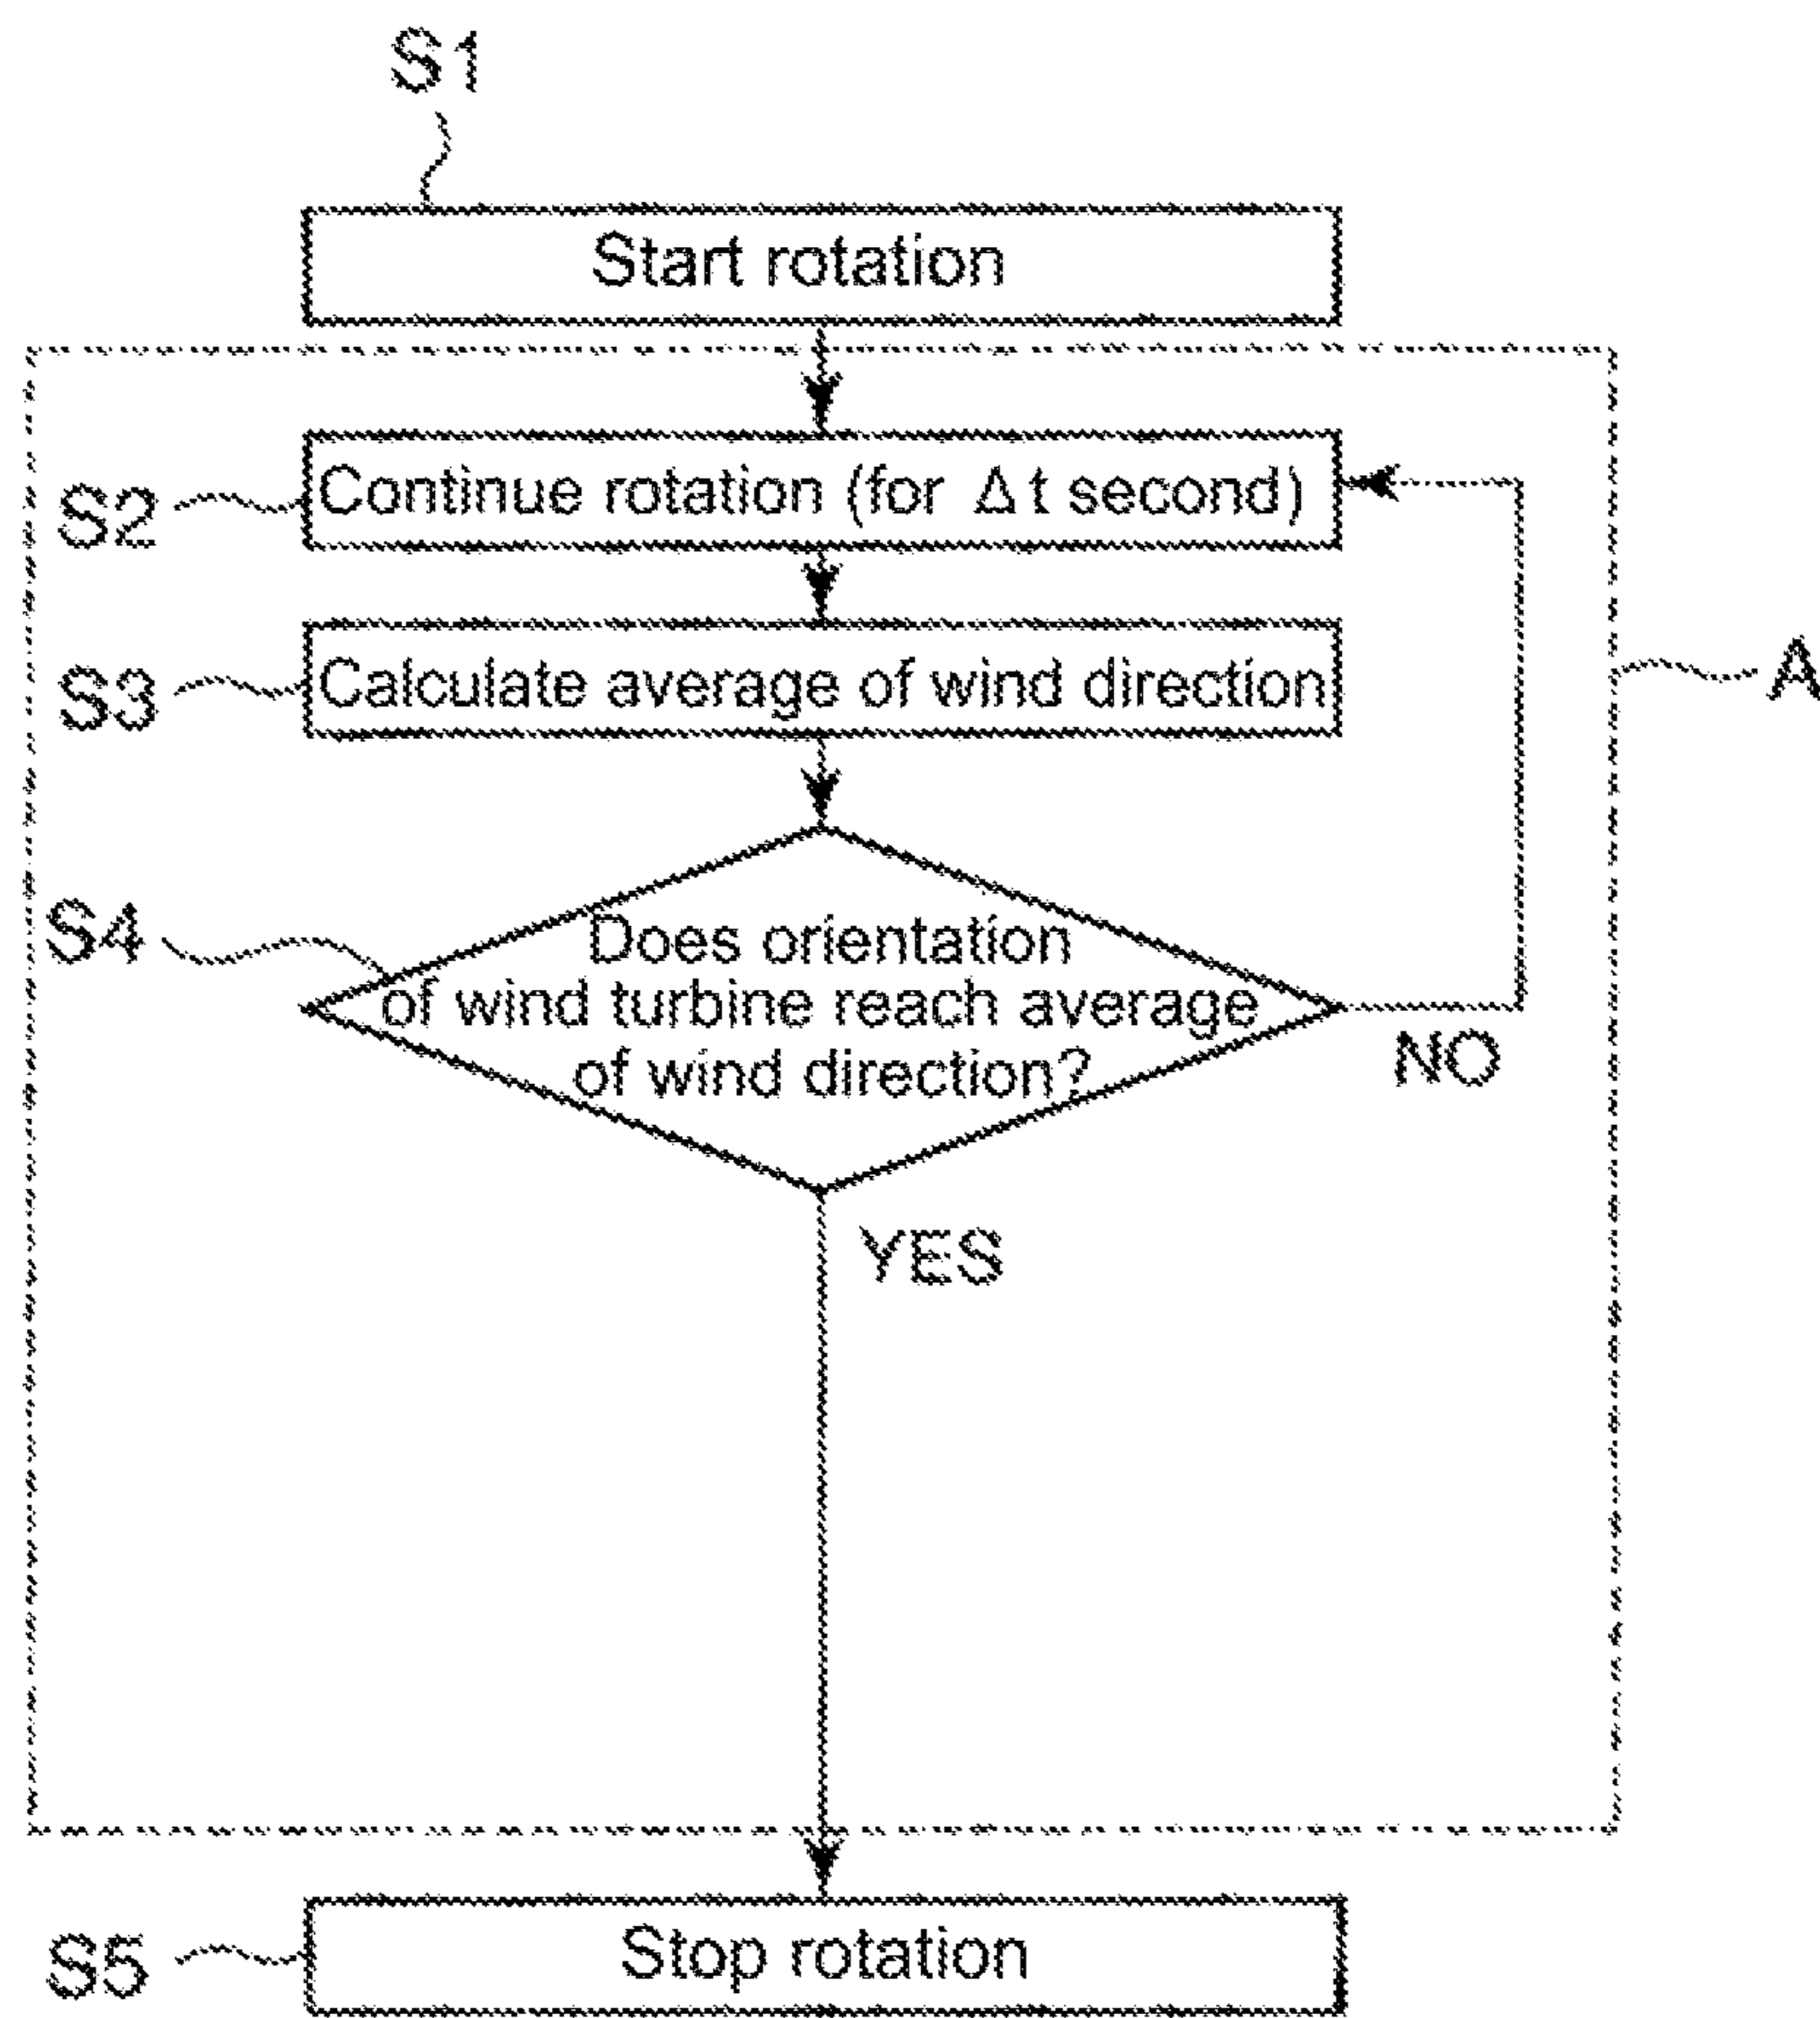 S1
Start rotation
S2
Continue rotation (for Δt second)
S3
Calculate average of wind direction
A
S4
Does orientation
of wind turbine reach average
of wind direction?
NO
YES
S5
Stop rotation